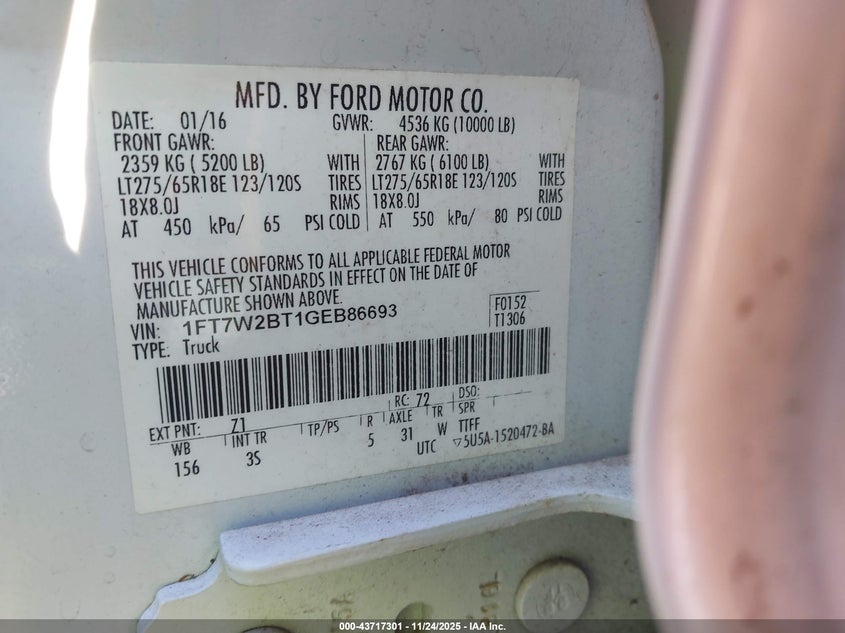 MFD. BY FORD MOTOR CO.
DATE: 01/16 GVWR: 4536 KG (10000 LB)
FRONT GAWR: REAR GAWR:
2359 KG ( 5200 LB) WITH 2767 KG ( 6100 LB) WITH
LT275/65R18E 123/120S TIRES LT275/65R18E 123/120S TIRES
18X8.0J RIMS 18X8.0J RIMS
AT 450 kPa/ 65 PSI COLD AT 550 kPa/ 80 PSI COLD
THIS VEHICLE CONFORMS TO ALL APPLICABLE FEDERAL MOTOR
VEHICLE SAFETY STANDARDS IN EFFECT ON THE DATE OF
MANUFACTURE SHOWN ABOVE.
VIN: 1FT7W2BT1GEB86693 F0152
TYPE: Truck T1306
EXT PNT: Z1 RC: 72 DSO:
WB INT TR TP/PS R AXLE TR SPR
156 3S 5 31 W TTFF
UTC ▽5U5A-1520472-BA
000-43717301 - 11/24/2025 - IAA Inc.